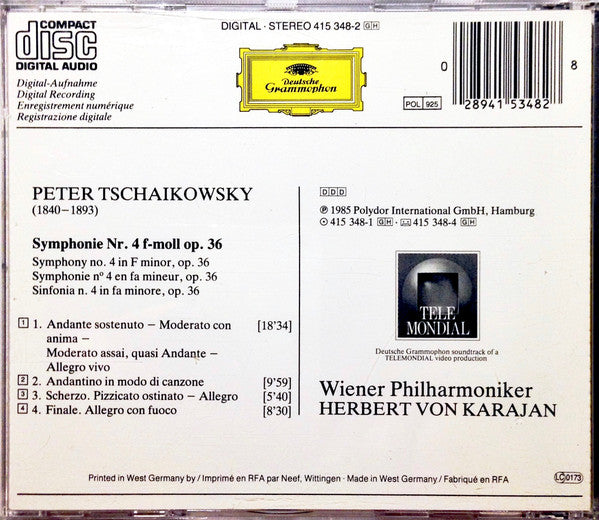 COMPACT
disc
DIGITAL AUDIO
DIGITAL · STEREO 415 348-2 GH
Digital-Aufnahme
Digital Recording
Enregistrement numérique
Registrazione digitale
Deutsche
Grammophon
POL 925
0
8
28941 53482
PETER TSCHAIKOWSKY
(1840–1893)
Symphonie Nr. 4 f-moll op. 36
Symphony no. 4 in F minor, op. 36
Symphonie nº 4 en fa mineur, op. 36
Sinfonia n. 4 in fa minore, op. 36
1 1. Andante sostenuto – Moderato con [18'34]
anima –
Moderato assai, quasi Andante –
Allegro vivo
2 2. Andantino in modo di canzone [9'59]
3 3. Scherzo. Pizzicato ostinato – Allegro [5'40]
4 4. Finale. Allegro con fuoco [8'30]
DDD
℗ 1985 Polydor International GmbH, Hamburg
415 348-1 GH · 415 348-4 GH
TELE
MONDIAL
Deutsche Grammophon soundtrack of a
TELEMONDIAL video production
Wiener Philharmoniker
HERBERT VON KARAJAN
Printed in West Germany by / Imprimé en RFA par Neef, Wittingen · Made in West Germany / Fabriqué en RFA
LC 0173